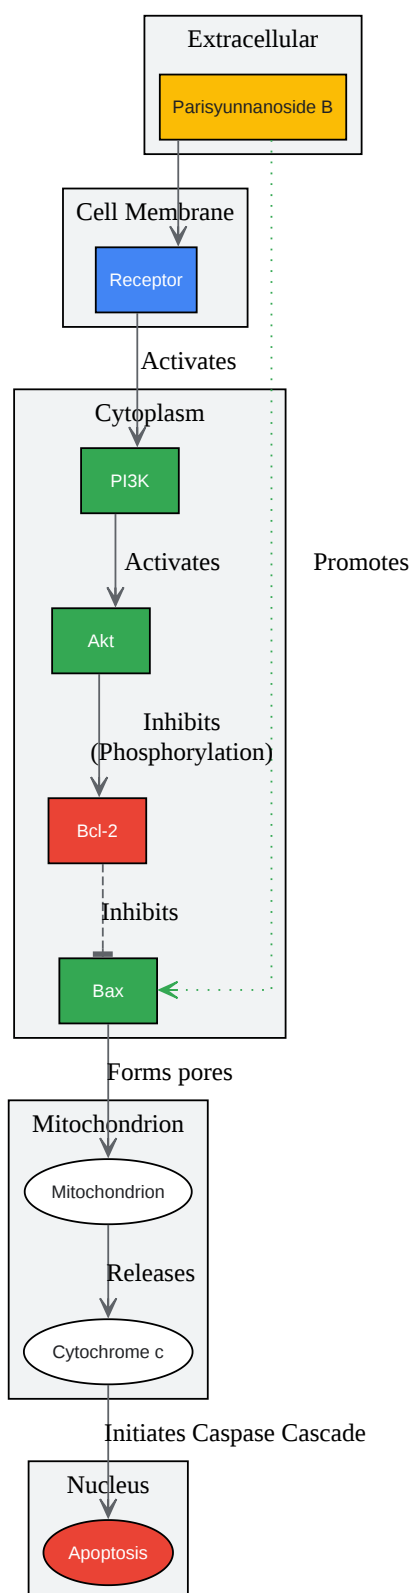 Extracellular
Parisyunnanoside B
Cell Membrane
Receptor
Activates
Cytoplasm
PI3K
Activates
Promotes
Akt
Inhibits
(Phosphorylation)
Bcl-2
Inhibits
Bax
Forms pores
Mitochondrion
Mitochondrion
Releases
Cytochrome c
Initiates Caspase Cascade
Nucleus
Apoptosis